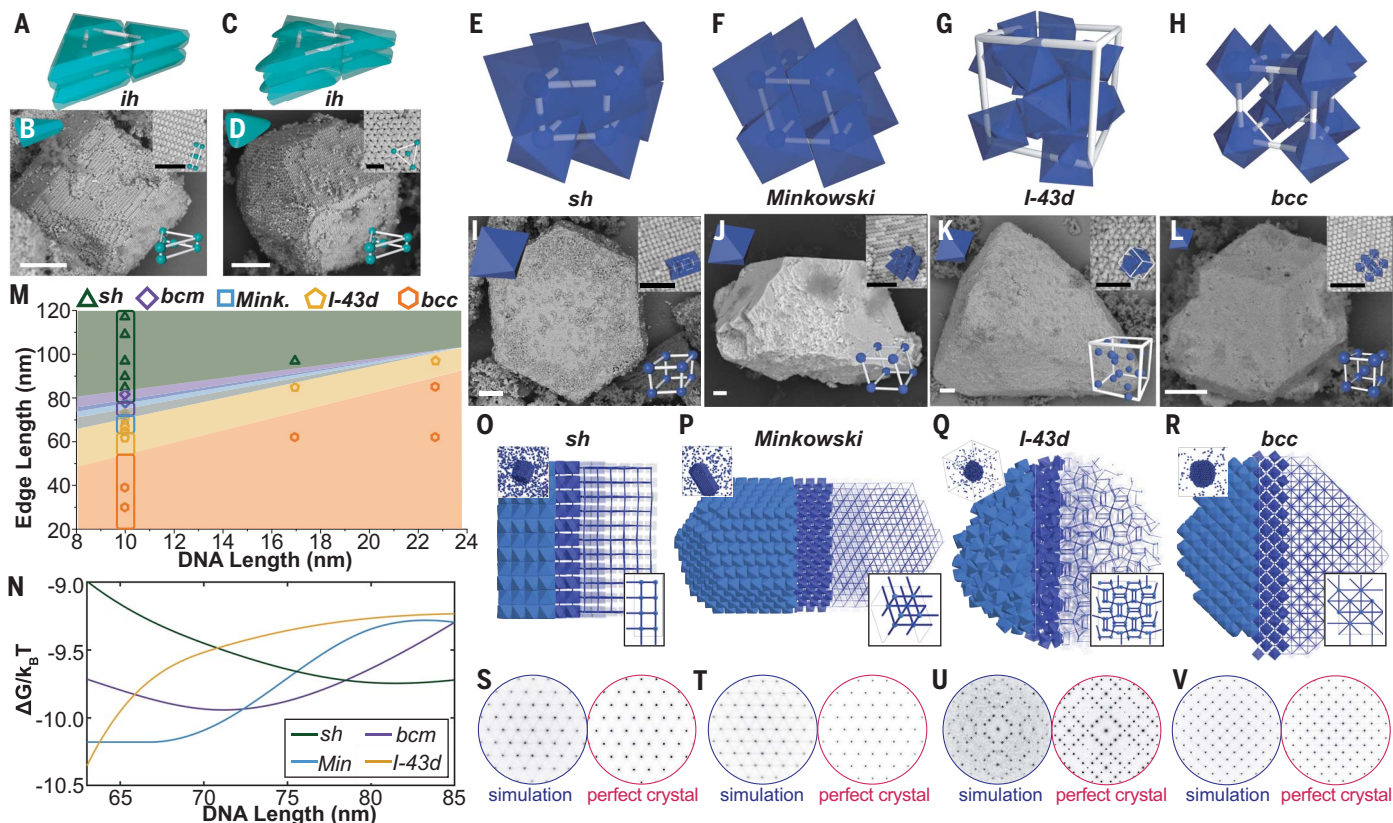 A
C
E
F
G
H
ih
ih
B
D
sh
Minkowski
I-43d
bcc
I
J
K
L
M
sh
bcm
Mink.
I-43d
bcc
120
100
80
60
40
20
Edge Length (nm)
8
10
12
14
16
18
20
22
24
DNA Length (nm)
O
sh
P
Minkowski
Q
I-43d
R
bcc
N
-9.0
-9.5
-10.0
-10.5
ΔG/kBT
sh
bcm
Min
I-43d
65
70
75
80
85
DNA Length (nm)
S
T
U
V
simulation
perfect crystal
simulation
perfect crystal
simulation
perfect crystal
simulation
perfect crystal